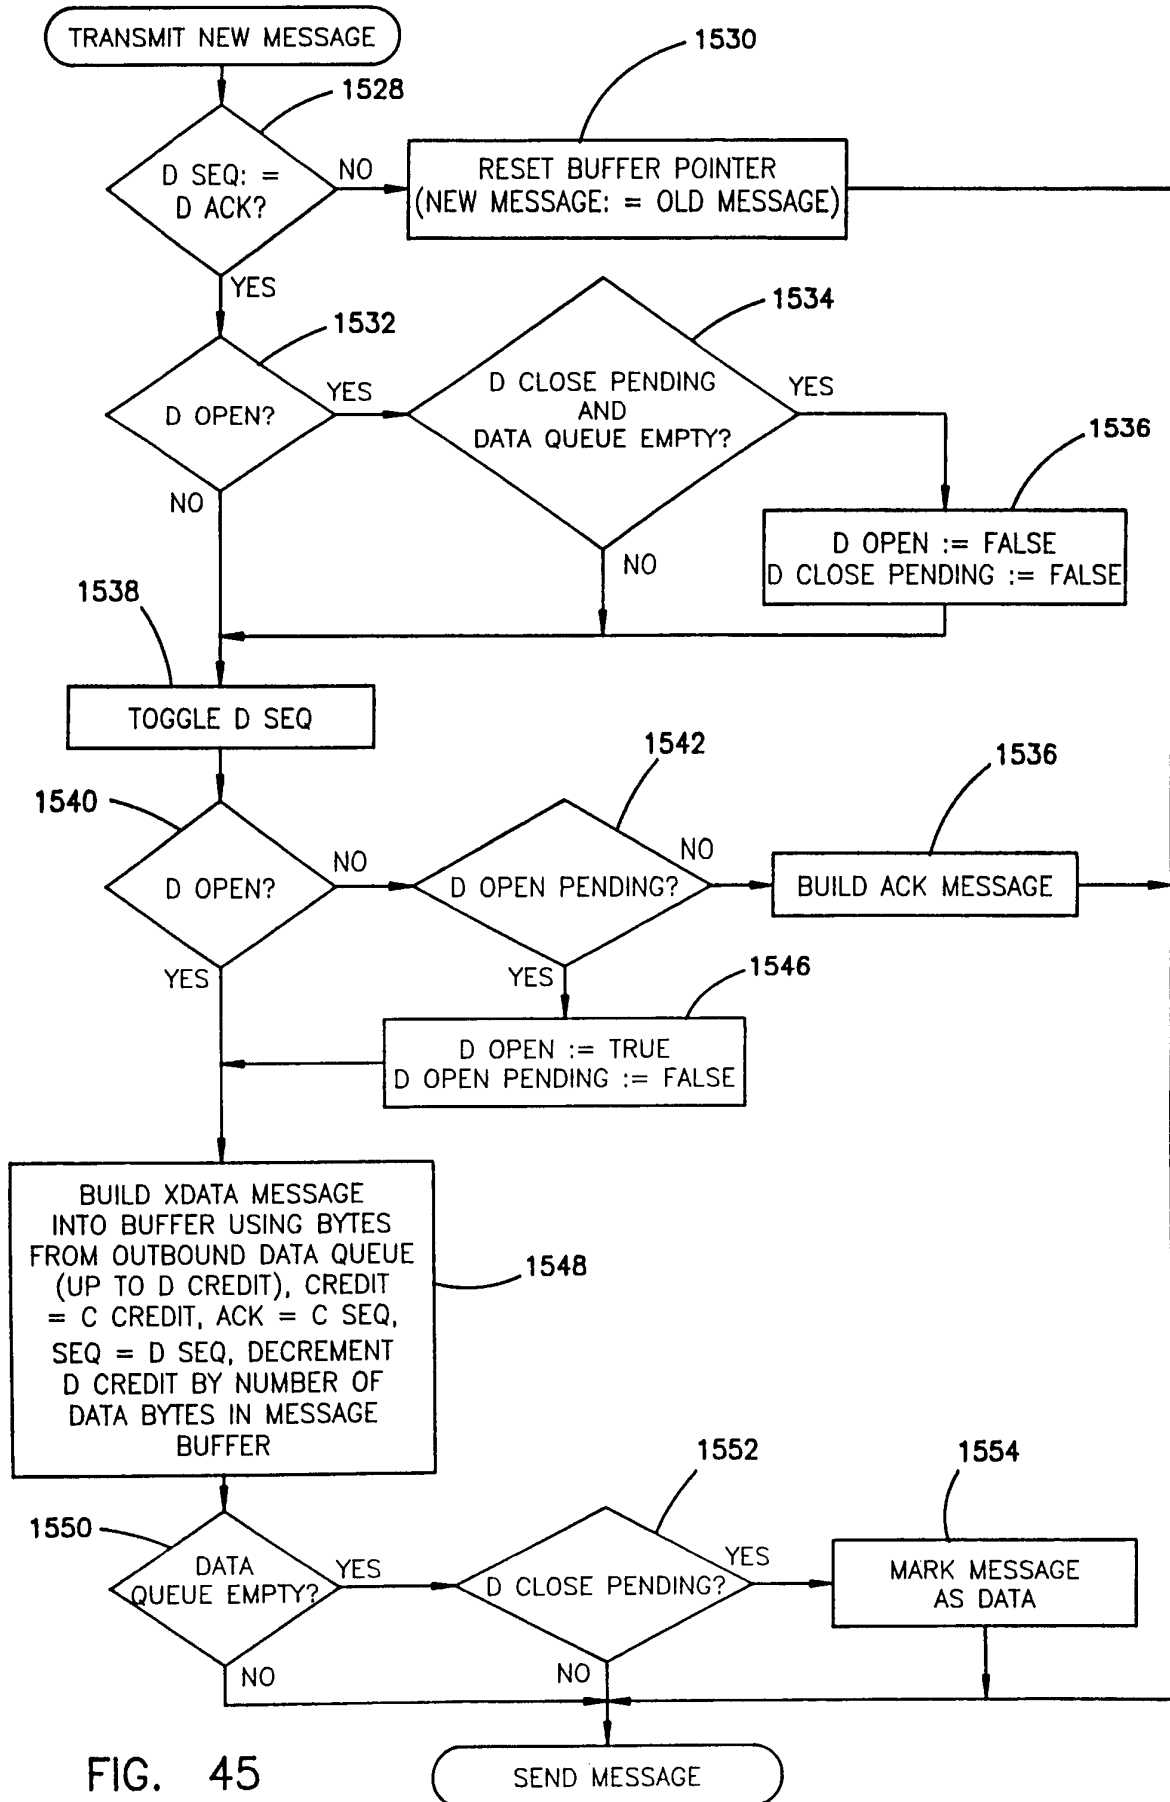 TRANSMIT NEW MESSAGE
1530
1528
D SEQ: =
D ACK?
NO
RESET BUFFER POINTER
(NEW MESSAGE: = OLD MESSAGE)
YES
1534
1532
D OPEN?
YES
D CLOSE PENDING
AND
DATA QUEUE EMPTY?
YES
1536
NO
D OPEN := FALSE
D CLOSE PENDING := FALSE
NO
1538
TOGGLE D SEQ
1542
1536
1540
D OPEN?
NO
D OPEN PENDING?
NO
BUILD ACK MESSAGE
YES
YES
1546
D OPEN := TRUE
D OPEN PENDING := FALSE
BUILD XDATA MESSAGE
INTO BUFFER USING BYTES
FROM OUTBOUND DATA QUEUE
(UP TO D CREDIT), CREDIT
= C CREDIT, ACK = C SEQ,
SEQ = D SEQ, DECREMENT
D CREDIT BY NUMBER OF
DATA BYTES IN MESSAGE
BUFFER
1548
1552
1554
1550
DATA
QUEUE EMPTY?
YES
D CLOSE PENDING?
YES
MARK MESSAGE
AS DATA
NO
NO
SEND MESSAGE
FIG. 45